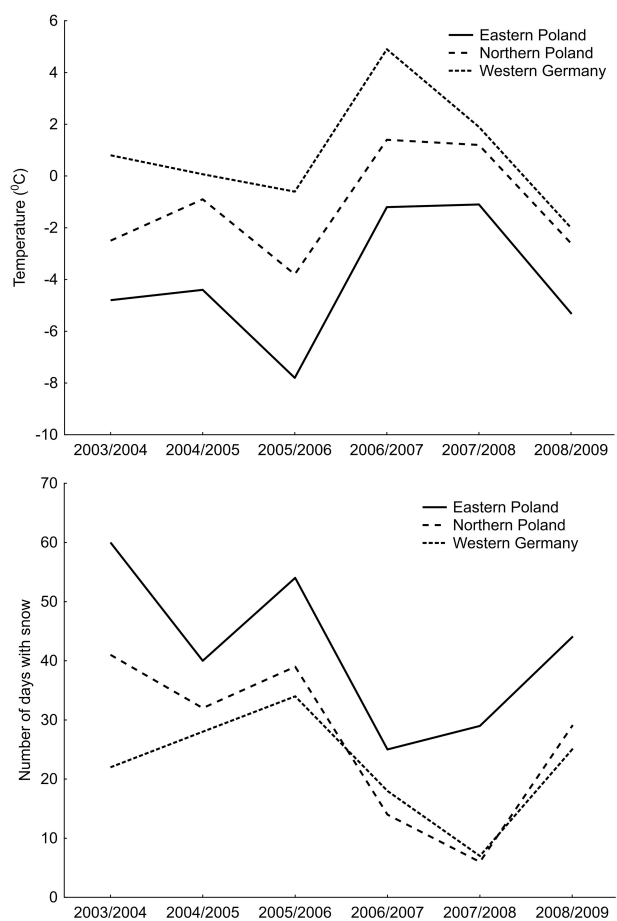 6
Eastern Poland
Northern Poland
Western Germany
4
2
0
-2
-4
-6
-8
-10
Temperature (⁰C)
2003/2004 2004/2005 2005/2006 2006/2007 2007/2008 2008/2009
70
Eastern Poland
Northern Poland
Western Germany
60
50
40
30
20
10
0
Number of days with snow
2003/2004 2004/2005 2005/2006 2006/2007 2007/2008 2008/2009